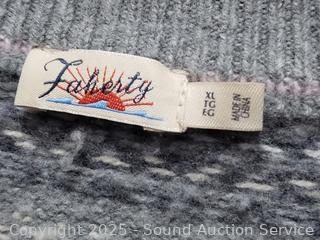 Faherty
XL
TG
EG
MADE IN
CHINA
Copyright © 2025 - Sound Auction Service